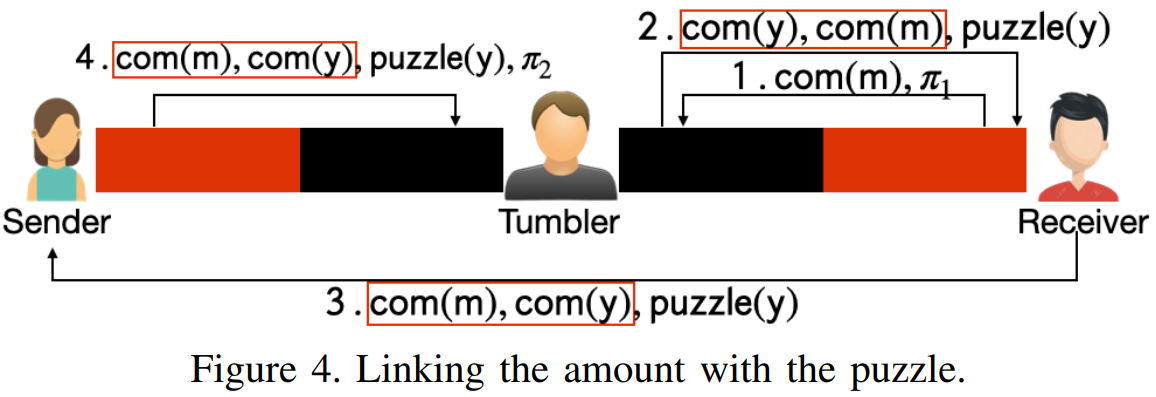 2.com(y), com(m), puzzle(y)
4.com(m), com(y), puzzle(y), π₂
1.com(m), π₁
Sender
Tumbler
Receiver
3.com(m), com(y), puzzle(y)
Figure 4. Linking the amount with the puzzle.